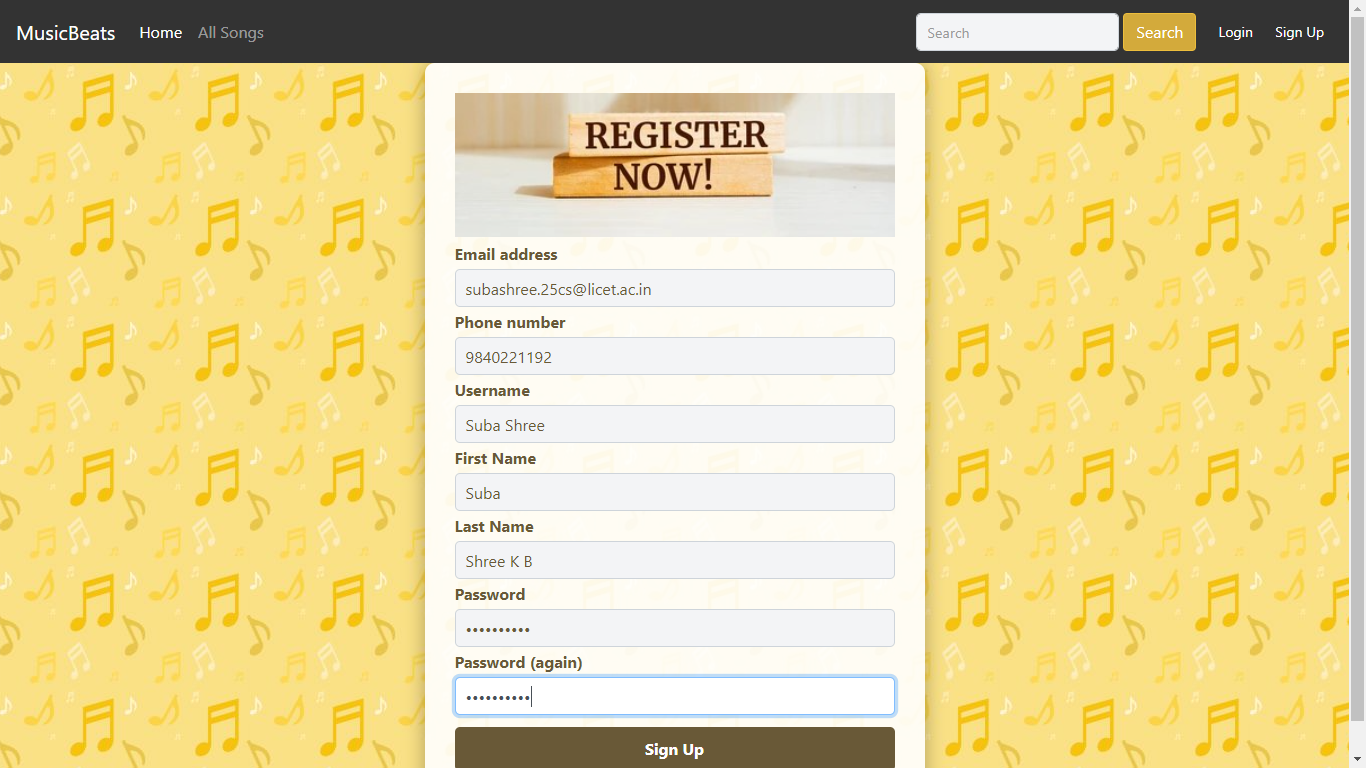 MusicBeats Home All Songs Search Search Login Sign Up
REGISTER
NOW!
Email address
subashree.25cs@licet.ac.in
Phone number
9840221192
Username
Suba Shree
First Name
Suba
Last Name
Shree K B
Password
••••••••••
Password (again)
••••••••••
Sign Up